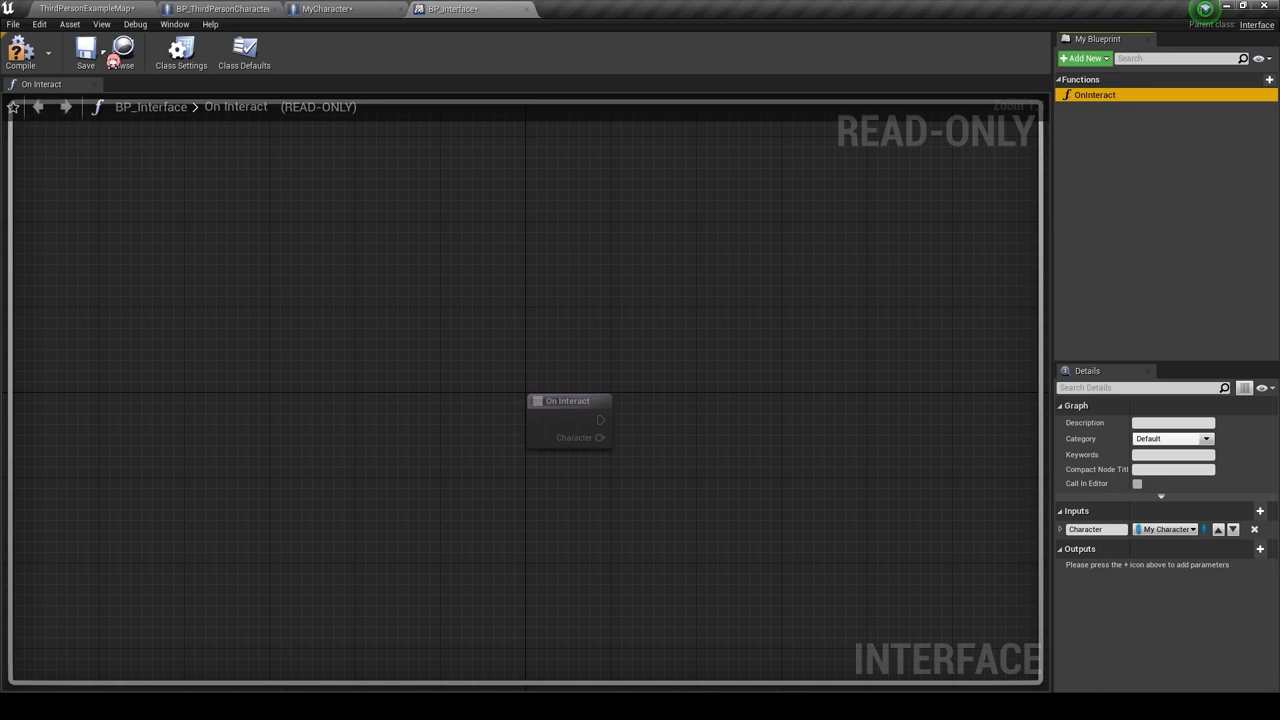 ThirdPersonExampleMap*
BP_ThirdPersonCharacter
MyCharacter*
BP_Interface*
File Edit Asset View Debug Window Help
Parent class: Interface
Compile
Save
Browse
Class Settings
Class Defaults
My Blueprint
+ Add New
Search
Functions
OnInteract
On Interact
BP_Interface > On Interact (READ-ONLY)
READ-ONLY
On Interact
Character
INTERFACE
Details
Search Details
Graph
Description
Category Default
Keywords
Compact Node Titl
Call In Editor
Inputs
Character My Character
Outputs
Please press the + icon above to add parameters